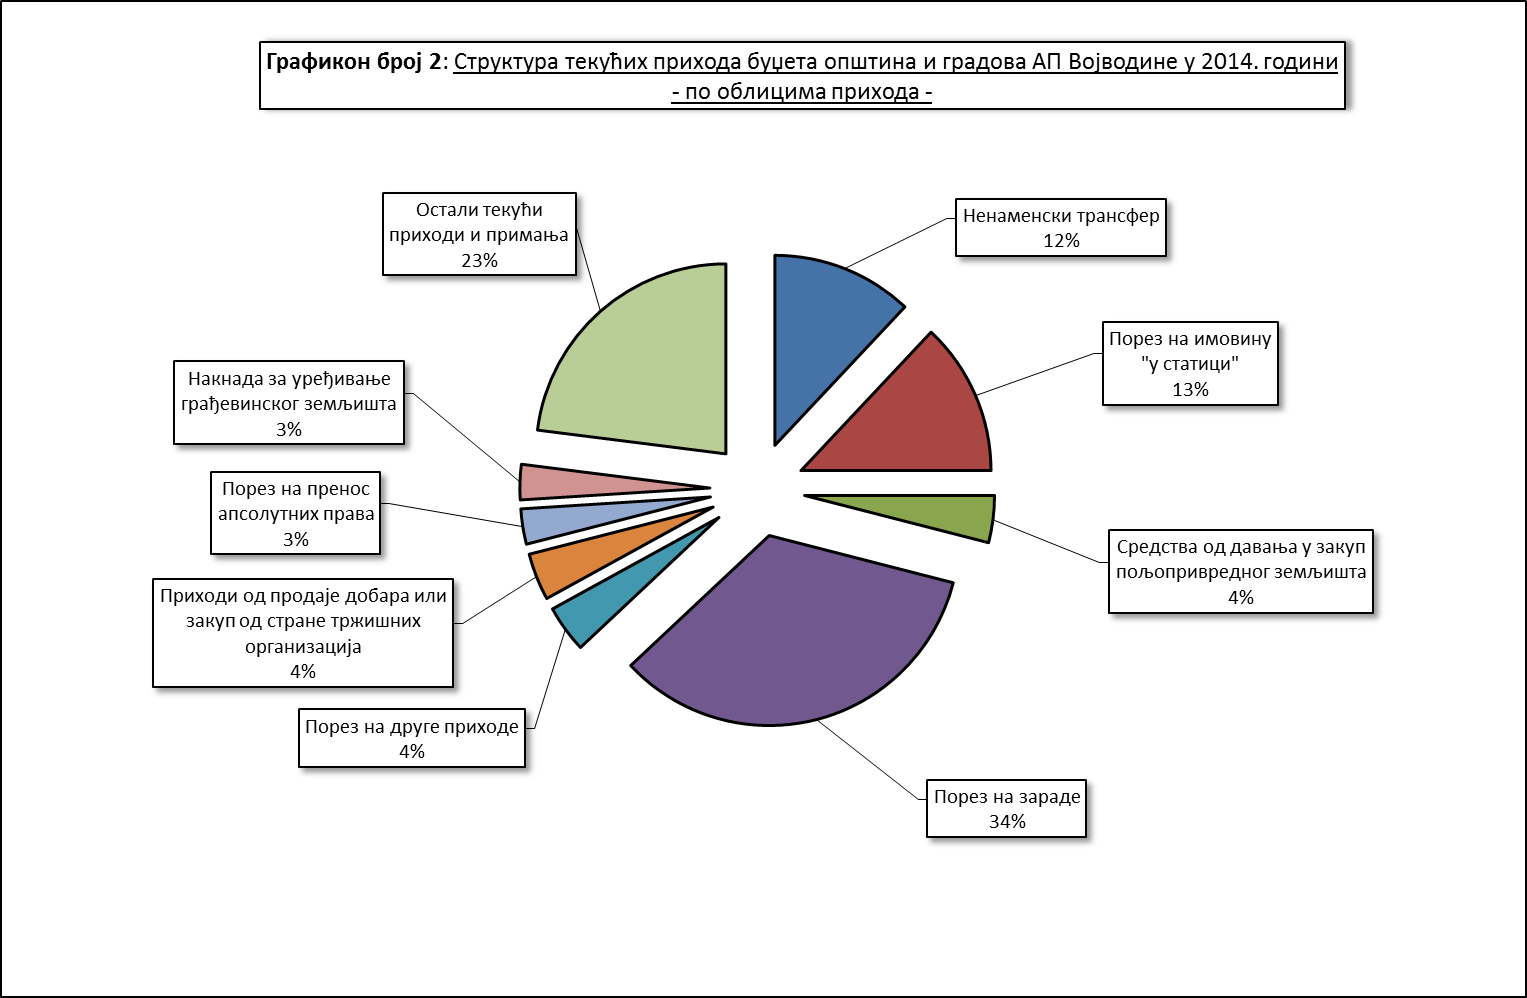 Графикон број 2: Структура текућих прихода буџета општина и градова АП Војводине у 2014. години
- по облицима прихода -
Остали текући
приходи и примања
23%
Ненаменски трансфер
12%
Порез на имовину
"у статици"
13%
Накнада за уређивање
грађевинског земљишта
3%
Порез на пренос
апсолутних права
3%
Средства од давања у закуп
пољопривредног земљишта
4%
Приходи од продаје добара или
закуп од стране тржишних
организација
4%
Порез на друге приходе
4%
Порез на зараде
34%